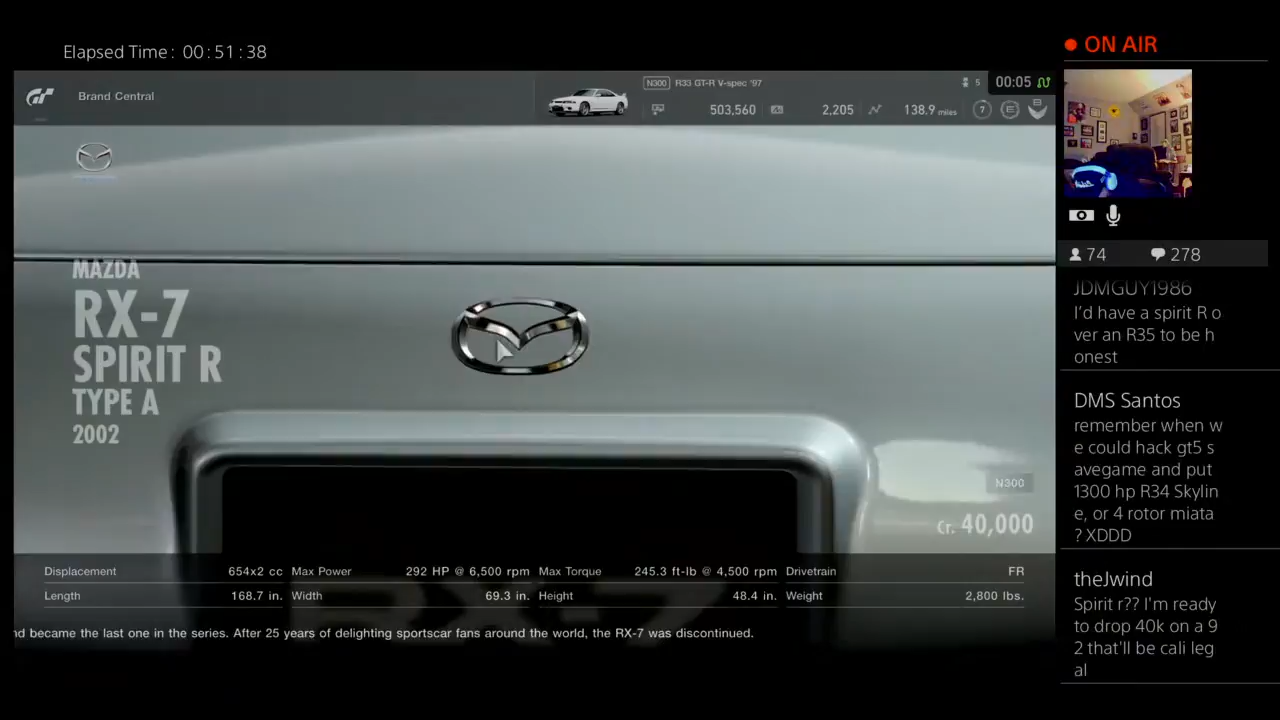 Elapsed Time: 00:51:38
ON AIR
Brand Central
N300 R33 GT-R V-spec '97
5
00:05
503,560
2,205
138.9 miles
7
E
B
MAZDA
RX-7
SPIRIT R
TYPE A
2002
N300
Cr. 40,000
Displacement 654x2 cc Max Power 292 HP @ 6,500 rpm Max Torque 245.3 ft-lb @ 4,500 rpm Drivetrain FR
Length 168.7 in. Width 69.3 in. Height 48.4 in. Weight 2,800 lbs.
RX-7
nd became the last one in the series. After 25 years of delighting sportscar fans around the world, the RX-7 was discontinued.
74 278
JDMGUY1986
I'd have a spirit R o
ver an R35 to be h
onest
DMS Santos
remember when w
e could hack gt5 s
avegame and put
1300 hp R34 Skylin
e, or 4 rotor miata
? XDDD
theJwind
Spirit r?? I'm ready
to drop 40k on a 9
2 that'll be cali leg
al